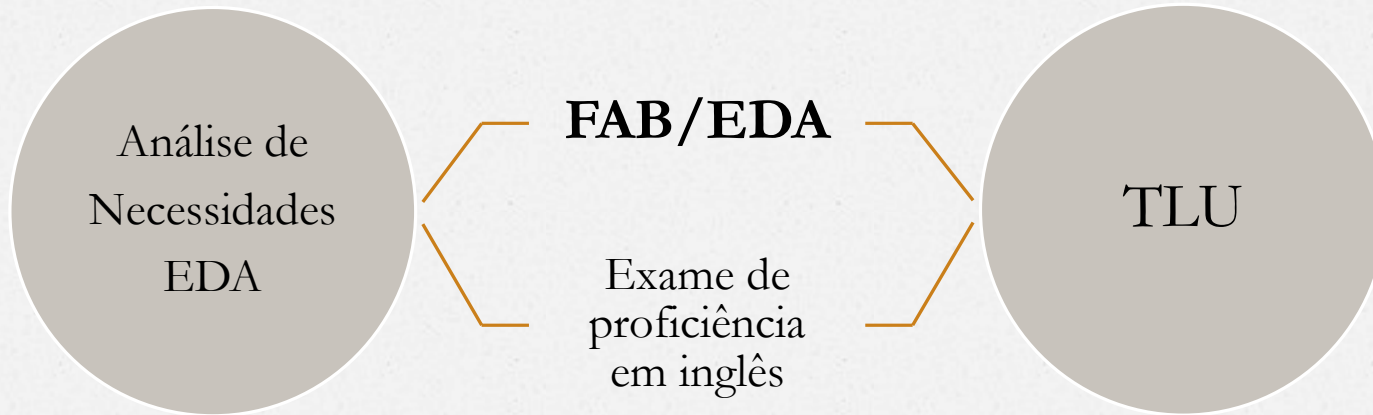 Análise de
Necessidades
EDA
FAB/EDA
Exame de
proficiência
em inglês
TLU